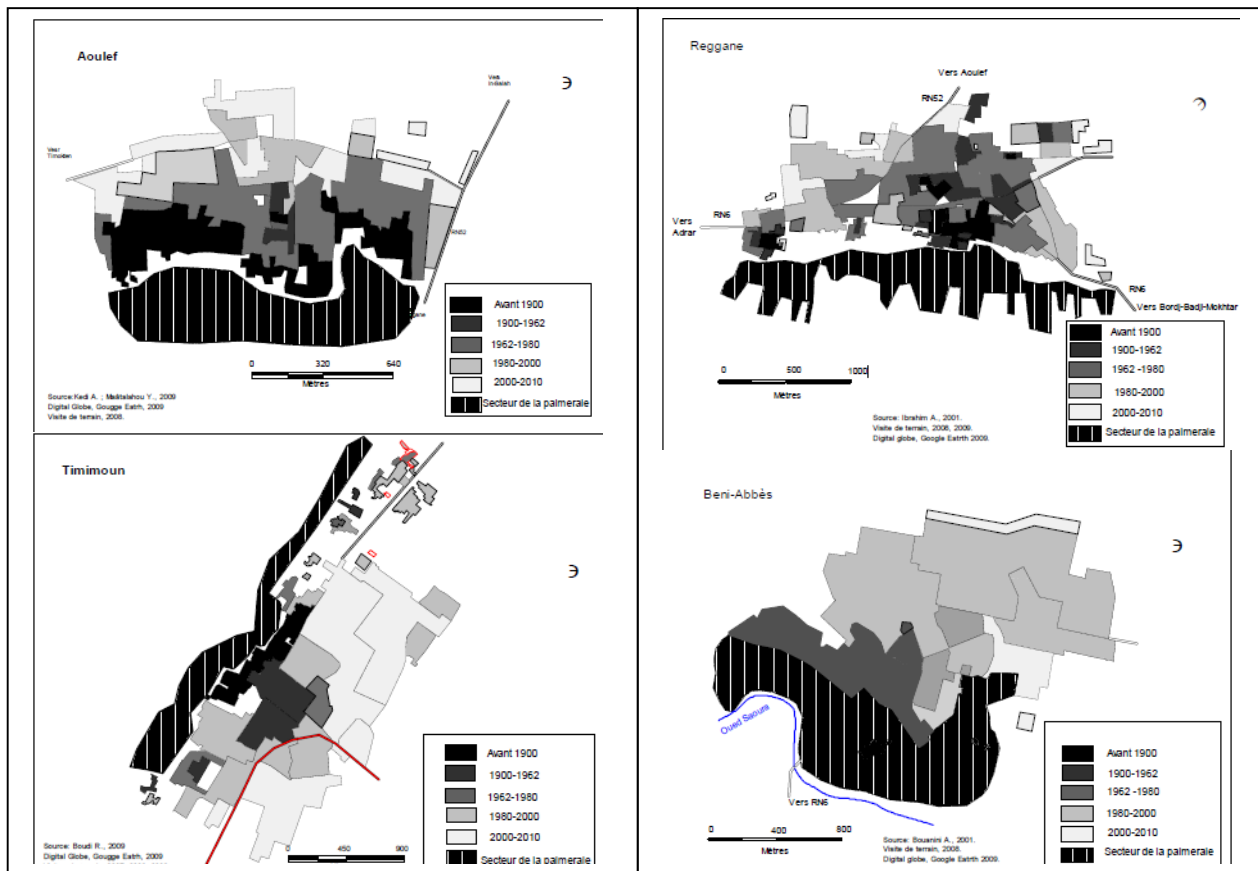 Aoulef
Vers
In-Salah
Vers
Timokten
RN52
Avant 1900
1900-1962
1962-1980
1980-2000
2000-2010
Secteur de la palmeraie
0 320 640
Mètres
Digital Globe, Gougge Eatrh, 2009
Visite de terrain, 2008.
Reggane
Vers Aoulef
RN52
RN6
Vers
Adrar
RN6
Vers Bordj-Badji-Mokhtar
Avant 1900
1900-1962
1962 -1980
1980-2000
2000-2010
Secteur de la palmeraie
0 500 1000
Mètres
Source: Ibrahim A., 2001.
Visite de terrain, 2008, 2009.
Digital globe, Google Eatrth 2009.
Timimoun
Avant 1900
1900-1962
1962-1980
1980-2000
2000-2010
Secteur de la palmeraie
0 450 900
Source: Boudi R., 2009
Digital Globe, Gougge Eatrh, 2009
Beni-Abbès
Oued Saoura
Vers RN6
Avant 1900
1900-1962
1962 -1980
1980-2000
2000-2010
Secteur de la palmeraie
0 400 800
Mètres
Source: Bouanini A., 2001.
Visite de terrain, 2008.
Digital globe, Google Eatrth 2009.